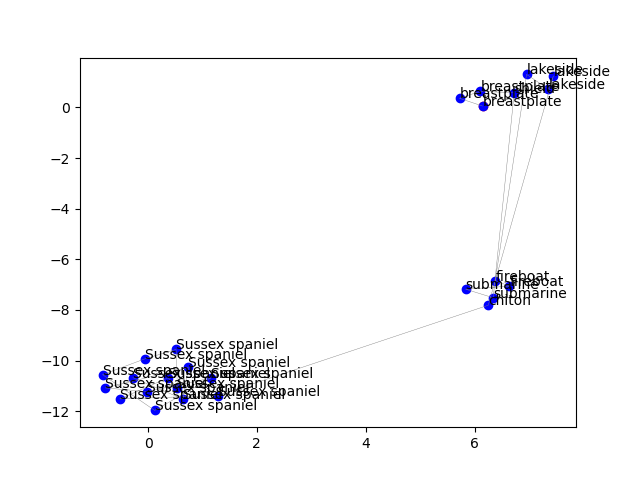 lakeside
lakeside
lakeside
breastplate
breastplate
breastplate
0
−2
−4
−6
fireboat
fireboat
submarine
submarine
chiton
−8
Sussex spaniel
Sussex spaniel
Sussex spaniel
−10
Sussex spaniel
Sussex spaniel
Sussex spaniel
Sussex spaniel
Sussex spaniel
Sussex spaniel
Sussex spaniel
−12
0
2
4
6